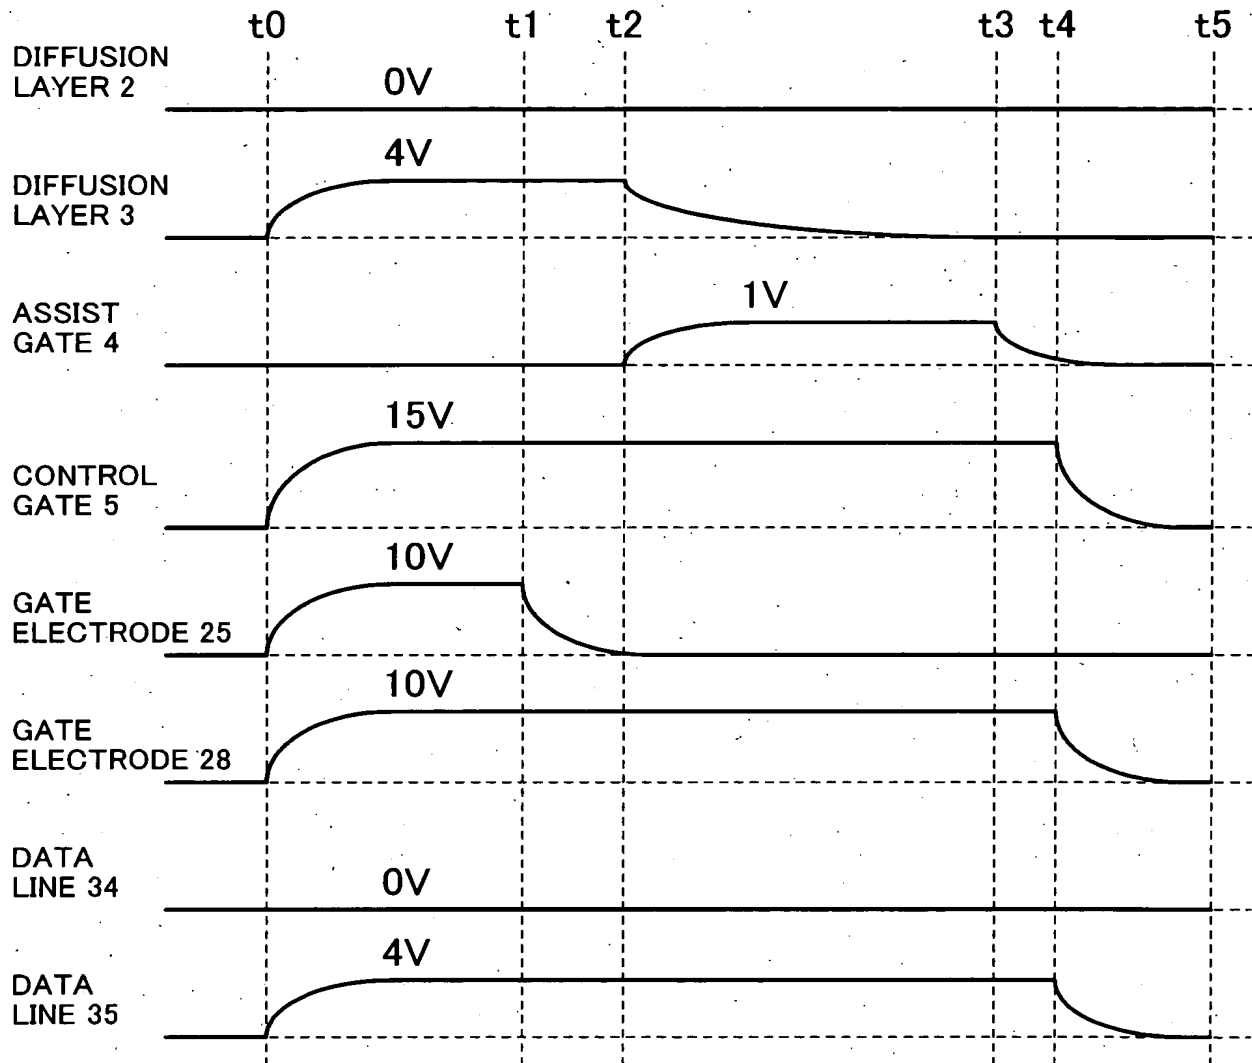 t0 t1 t2 t3 t4 t5
DIFFUSION
LAYER 2
0V
DIFFUSION
LAYER 3
4V
ASSIST
GATE 4
1V
CONTROL
GATE 5
15V
GATE
ELECTRODE 25
10V
GATE
ELECTRODE 28
10V
DATA
LINE 34
0V
DATA
LINE 35
4V